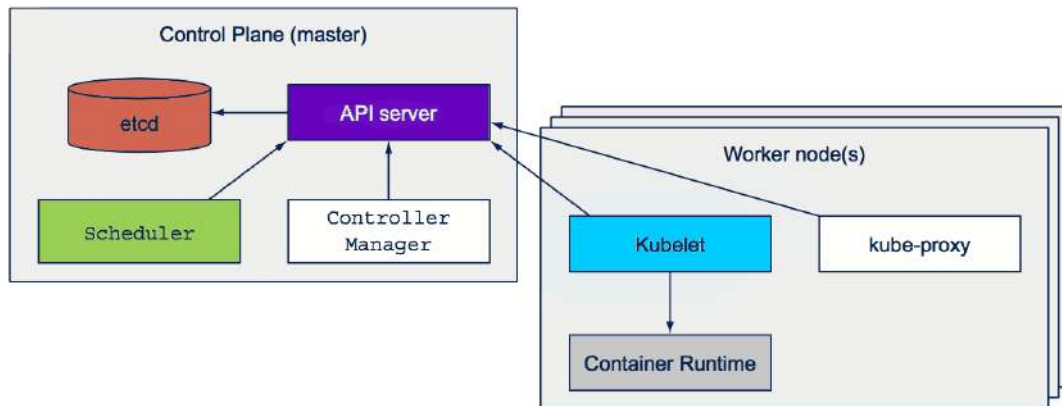 Control Plane (master)
etcd
API server
Scheduler
Controller
Manager
Worker node(s)
Kubelet
kube-proxy
Container Runtime